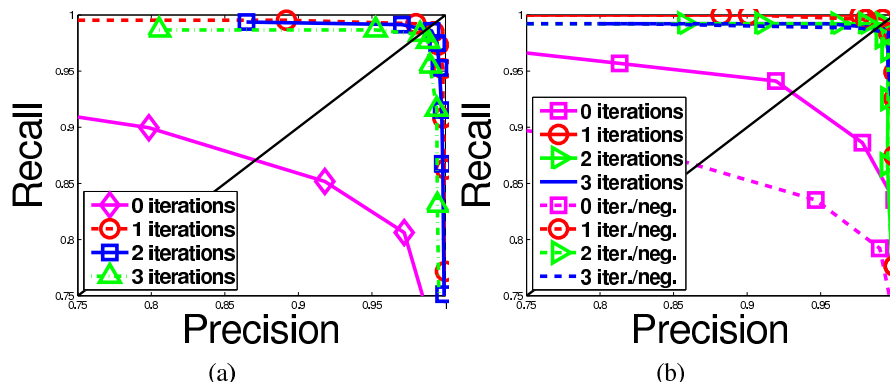 1
0.95
0.9
0.85
0.8
0.75
0.75
0.8
0.85
0.9
0.95
1
Recall
Precision
0 iterations
1 iterations
2 iterations
3 iterations
(a)
1
0.95
0.9
0.85
0.8
0.75
0.75
0.8
0.85
0.9
0.95
Recall
Precision
0 iterations
1 iterations
2 iterations
3 iterations
0 iter./neg.
1 iter./neg.
2 iter./neg.
3 iter./neg.
(b)